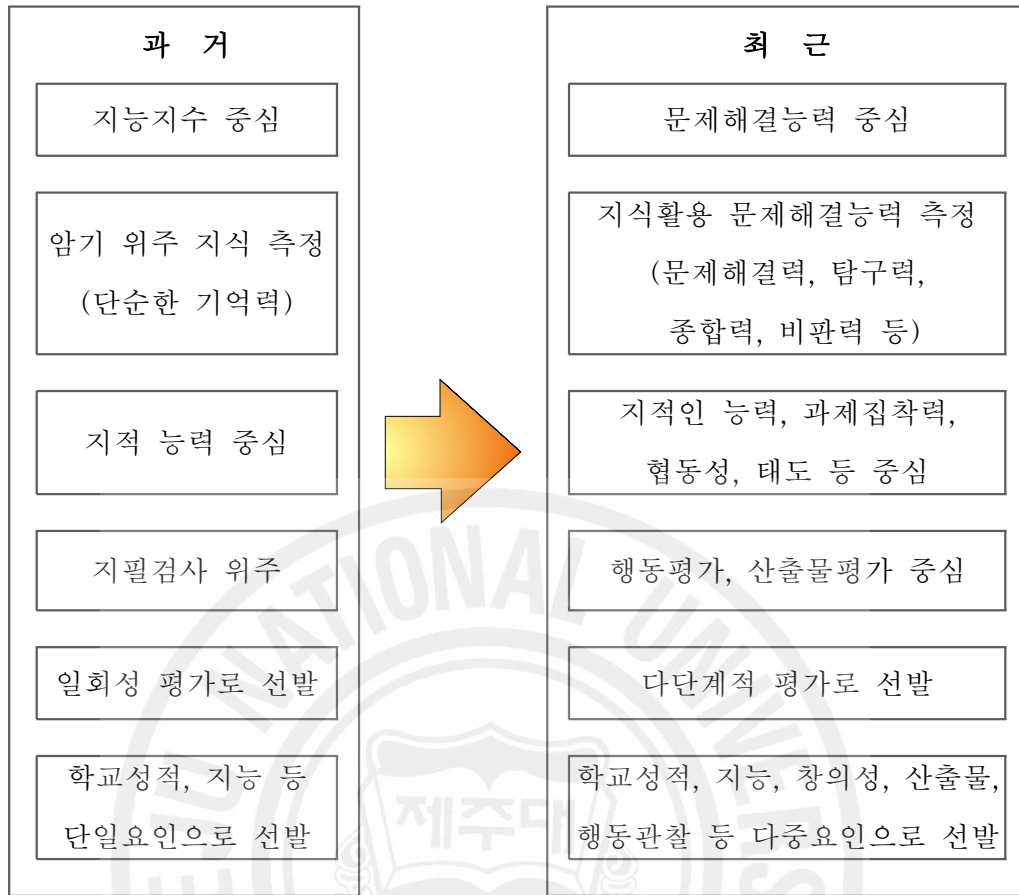 과 거
지능지수 중심
암기 위주 지식 측정
(단순한 기억력)
지적 능력 중심
지필검사 위주
일회성 평가로 선발
학교성적, 지능 등
단일요인으로 선발
최 근
문제해결능력 중심
지식활용 문제해결능력 측정
(문제해결력, 탐구력,
종합력, 비판력 등)
지적인 능력, 과제집착력,
협동성, 태도 등 중심
행동평가, 산출물평가 중심
다단계적 평가로 선발
학교성적, 지능, 창의성, 산출물,
행동관찰 등 다중요인으로 선발
NATIONAL UNIVERS
제주대